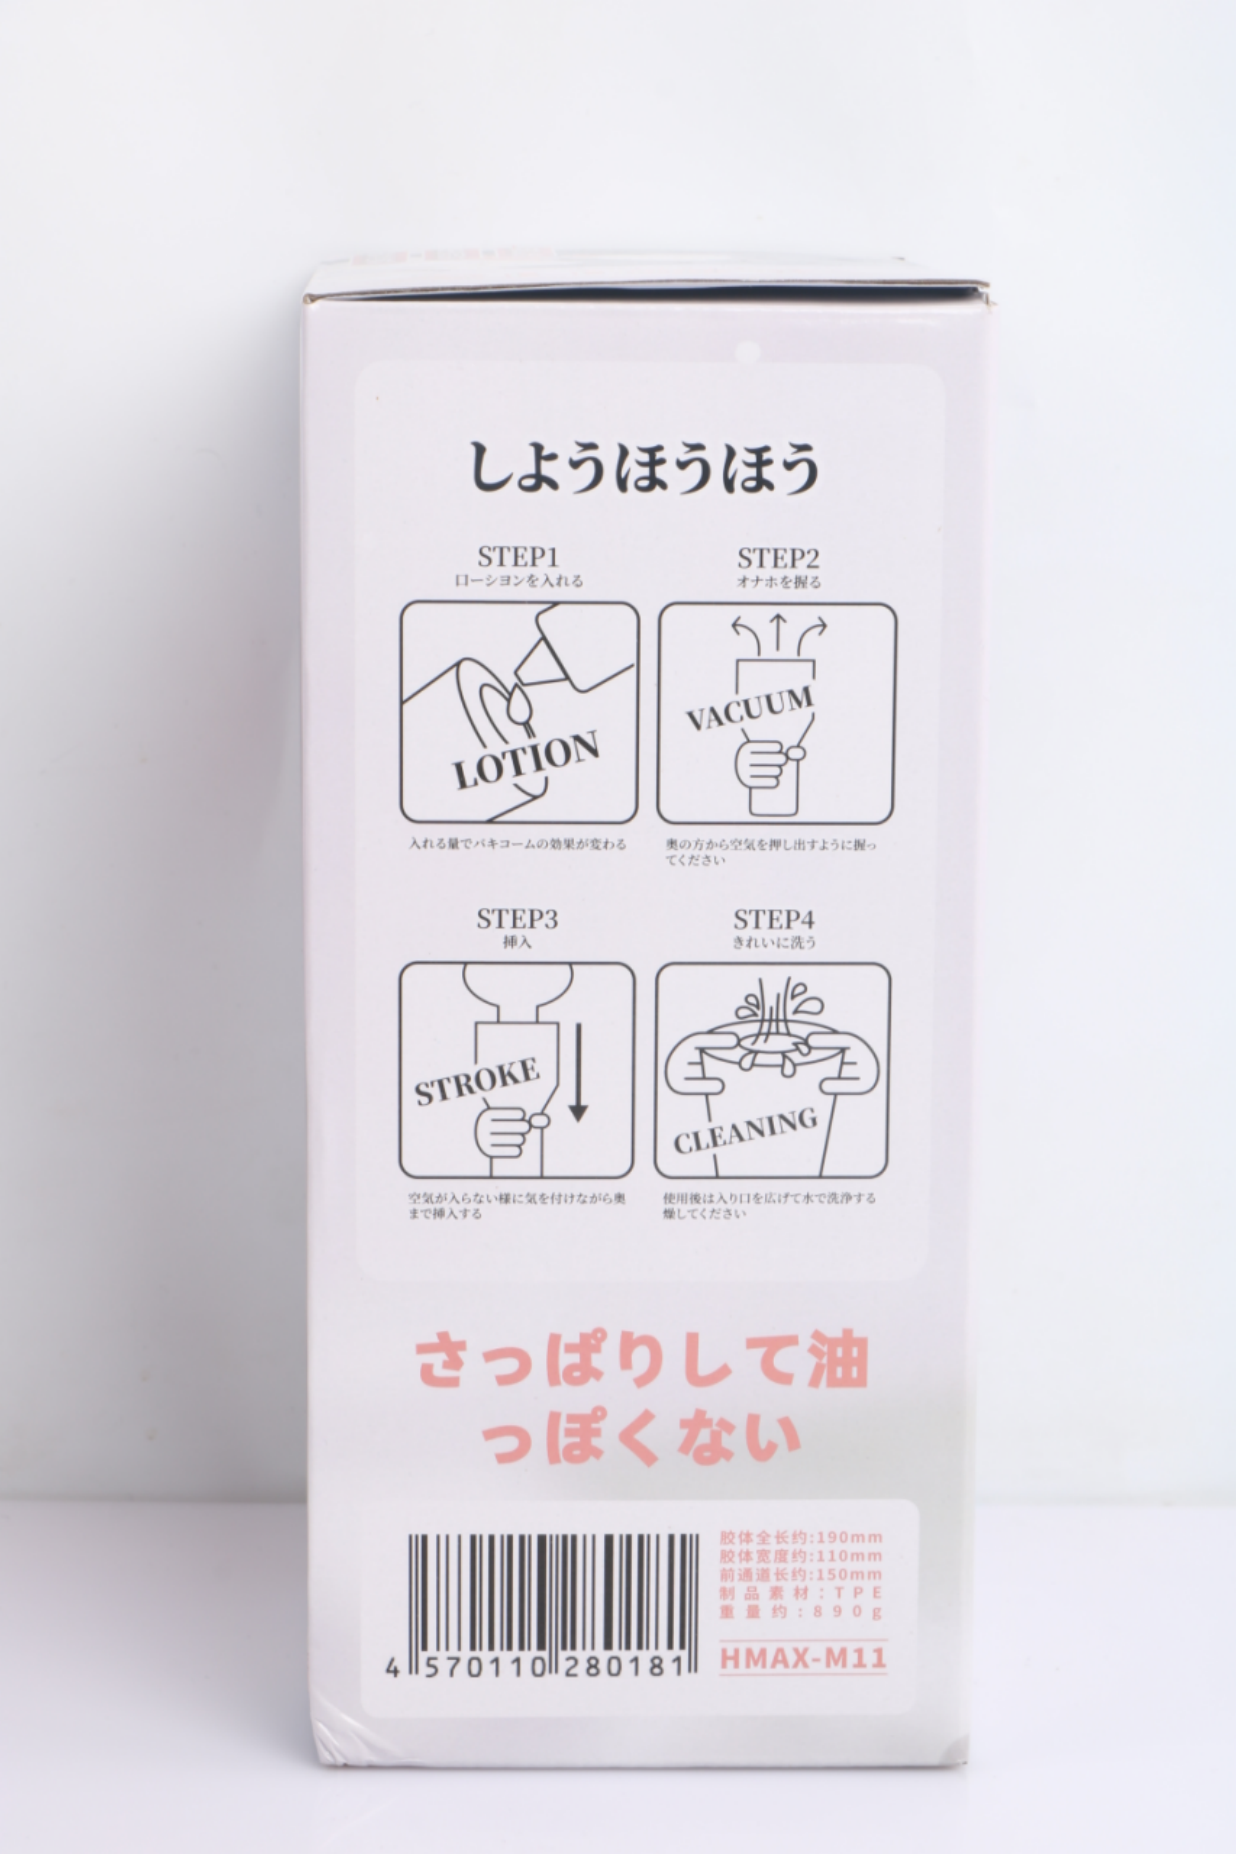 しようほうほう
STEP1
ローションを入れる
LOTION
入れる量でバキコームの効果が変わる
STEP2
オナホを握る
VACUUM
奥の方から空気を押し出すように握っ
てください
STEP3
挿入
STROKE
空気が入らない様に気を付けながら奥
まで挿入する
STEP4
きれいに洗う
CLEANING
使用後は入り口を広げて水で洗浄する
燥してください
さっぱりして油
っぽくない
4 570110 280181
胶体全长约:190mm
胶体宽度约:110mm
前通道长约:150mm
制品素材:TPE
重量约:890g
HMAX-M11